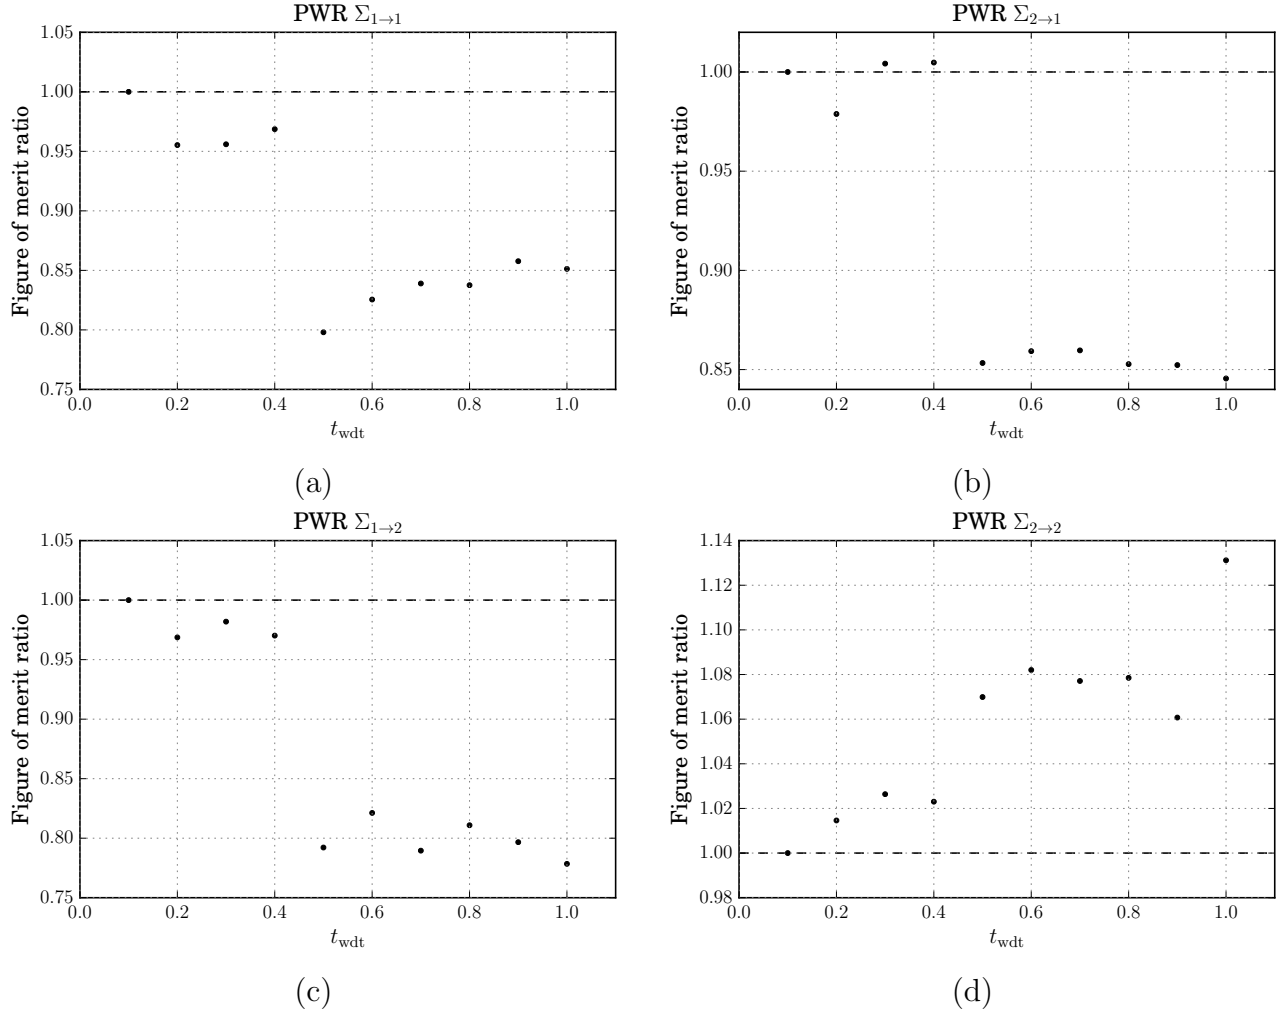 PWR Σ1→1
Figure of merit ratio
1.05
1.00
0.95
0.90
0.85
0.80
0.75
0.0 0.2 0.4 0.6 0.8 1.0
twdt
(a)
PWR Σ2→1
Figure of merit ratio
1.00
0.95
0.90
0.85
0.0 0.2 0.4 0.6 0.8 1.0
twdt
(b)
PWR Σ1→2
Figure of merit ratio
1.05
1.00
0.95
0.90
0.85
0.80
0.75
0.0 0.2 0.4 0.6 0.8 1.0
twdt
(c)
PWR Σ2→2
Figure of merit ratio
1.14
1.12
1.10
1.08
1.06
1.04
1.02
1.00
0.98
0.0 0.2 0.4 0.6 0.8 1.0
twdt
(d)